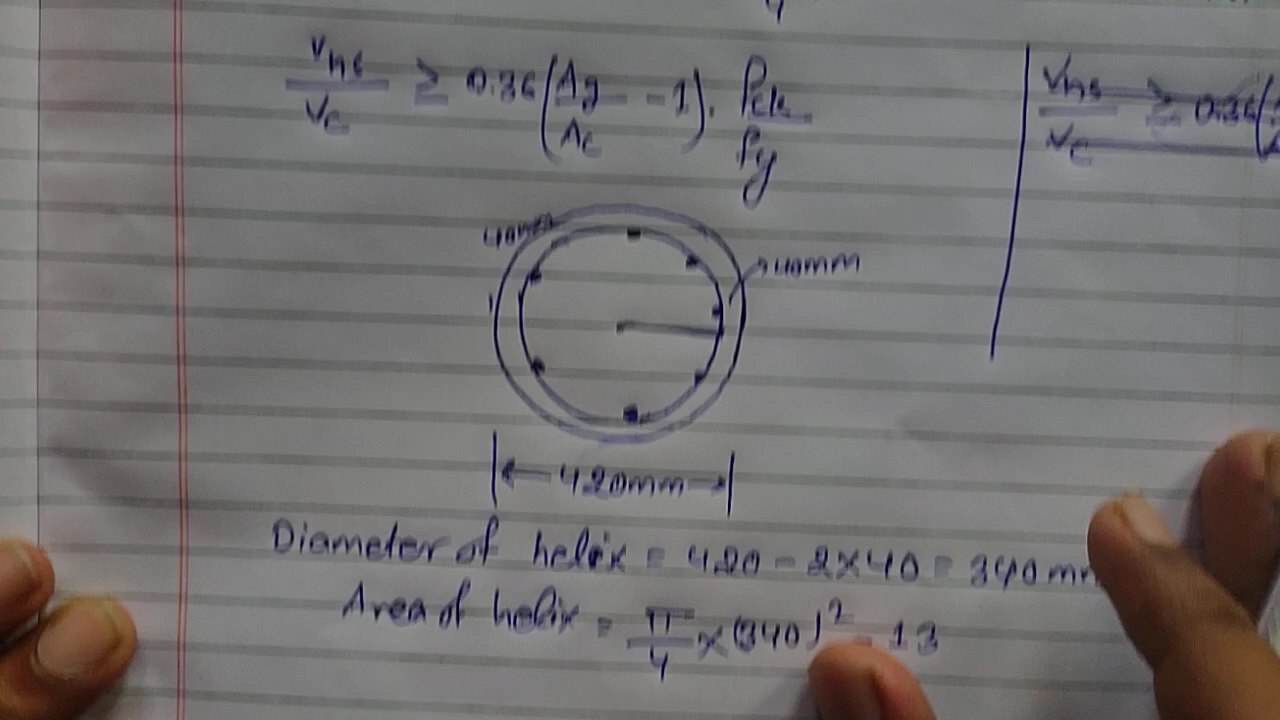 Vhs / Vc ≥ 0.36 (Ag / Ac - 1). Fck / Fy
Vhs / Vc ≥ 0.36(
40mm
40mm
420mm
Diameter of helix = 420 - 2×40 = 340 mm
Area of helix = π/4 × (340)² - 13